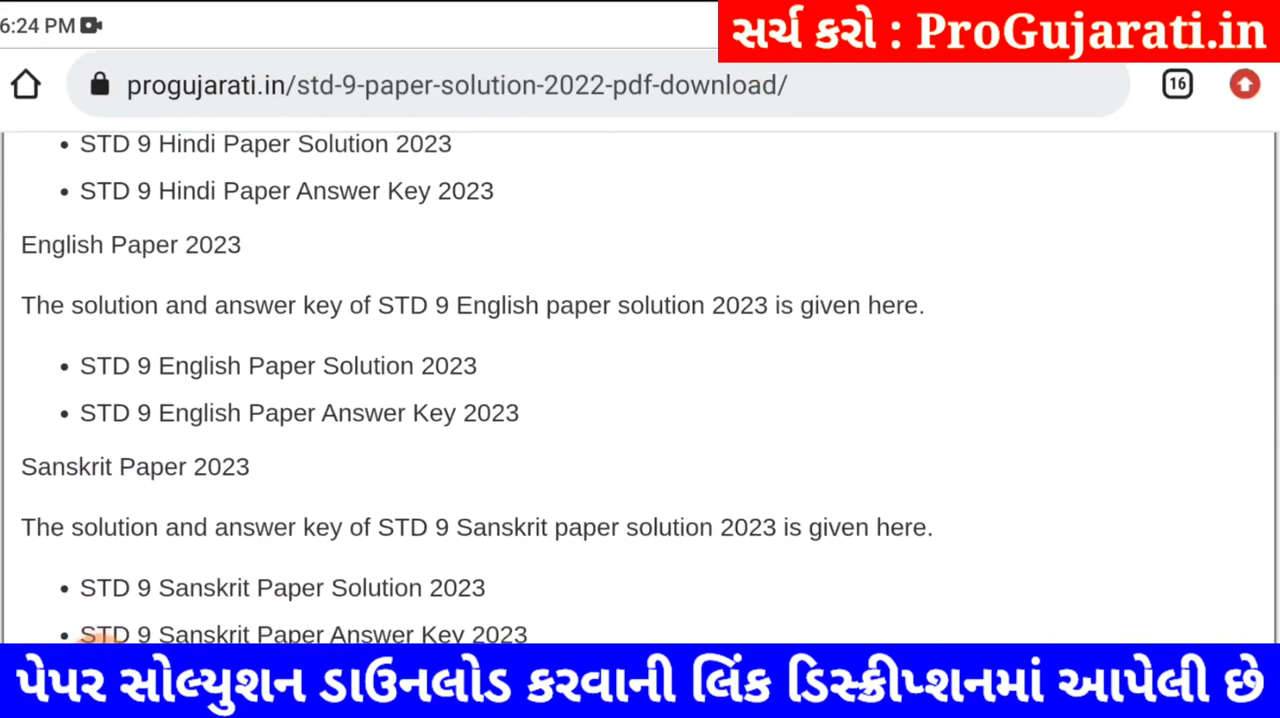 6:24 PM
સર્ચ કરો : ProGujarati.in
progujarati.in/std-9-paper-solution-2022-pdf-download/
16
• STD 9 Hindi Paper Solution 2023
• STD 9 Hindi Paper Answer Key 2023
English Paper 2023
The solution and answer key of STD 9 English paper solution 2023 is given here.
• STD 9 English Paper Solution 2023
• STD 9 English Paper Answer Key 2023
Sanskrit Paper 2023
The solution and answer key of STD 9 Sanskrit paper solution 2023 is given here.
• STD 9 Sanskrit Paper Solution 2023
• STD 9 Sanskrit Paper Answer Key 2023
પેપર સોલ્યુશન ડાઉનલોડ કરવાની લિંક ડિસ્ક્રીપ્શનમાં આપેલી છે